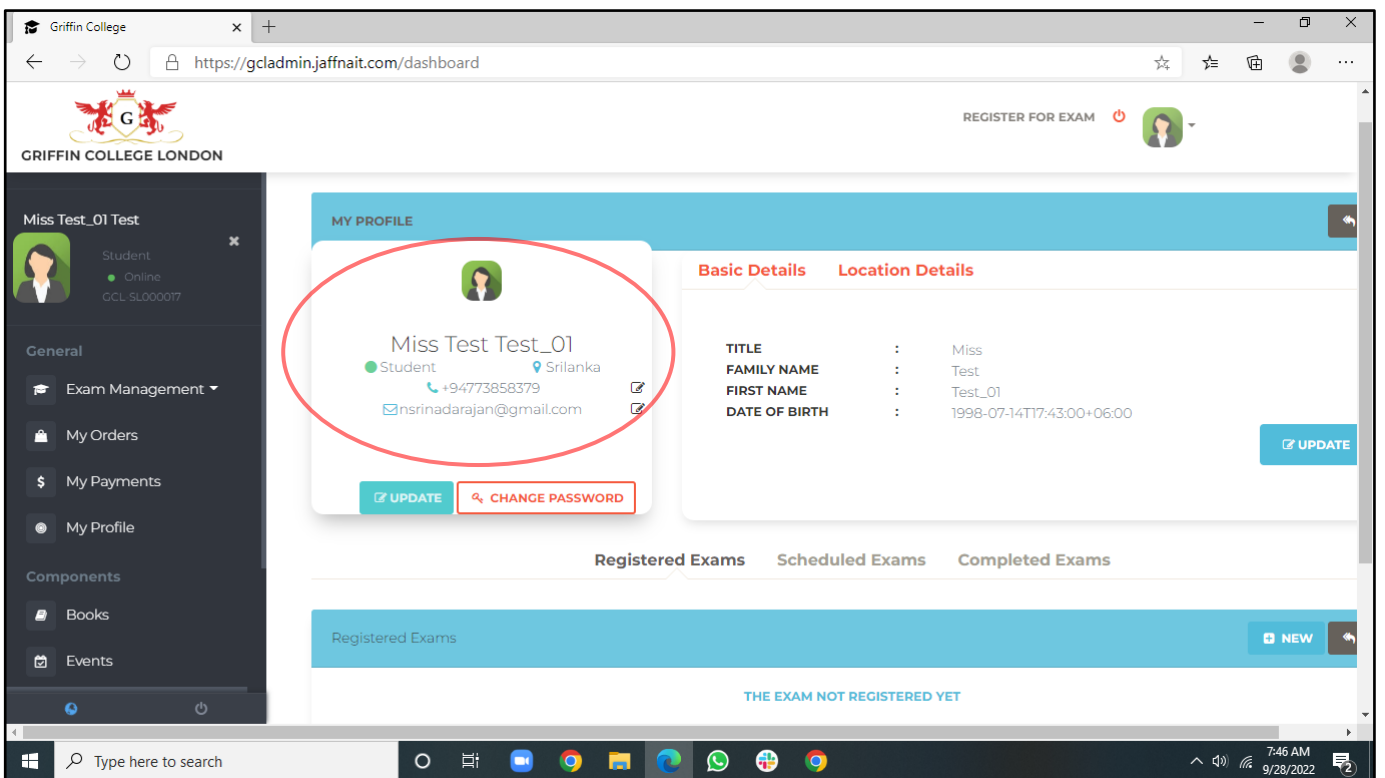 Griffin College
https://gcladmin.jaffnait.com/dashboard
G
GRIFFIN COLLEGE LONDON
REGISTER FOR EXAM
Miss Test_01 Test
Student
Online
GCL-SL000017
General
Exam Management
My Orders
My Payments
My Profile
Components
Books
Events
MY PROFILE
Miss Test Test_01
Student Srilanka
+94773858379
nsrinadarajan@gmail.com
UPDATE CHANGE PASSWORD
Basic Details Location Details
TITLE : Miss
FAMILY NAME : Test
FIRST NAME : Test_01
DATE OF BIRTH : 1998-07-14T17:43:00+06:00
UPDATE
Registered Exams Scheduled Exams Completed Exams
Registered Exams
NEW
THE EXAM NOT REGISTERED YET
Type here to search
7:46 AM
9/28/2022
2